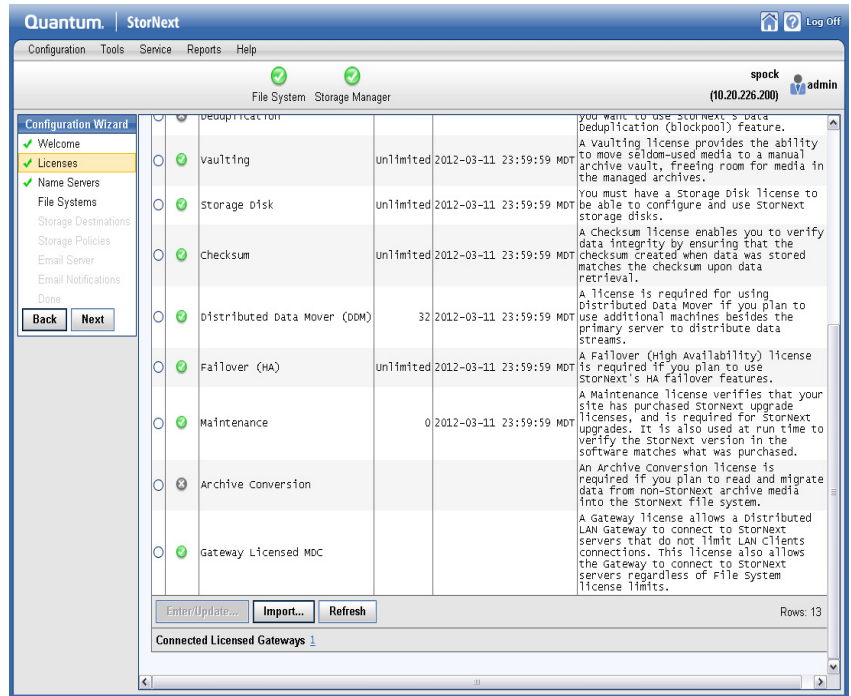 Quantum. StorNext
Log Off
Configuration Tools Service Reports Help
File System Storage Manager
spock
(10.20.226.200)
admin
Configuration Wizard
Welcome
Licenses
Name Servers
File Systems
Storage Destinations
Storage Policies
Email Server
Email Notifications
Done
Back Next
Deduplication
you want to use StorNext's Data
Deduplication (blockpool) feature.
Vaulting Unlimited 2012-03-11 23:59:59 MDT
A Vaulting license provides the ability
to move seldom-used media to a manual
archive vault, freeing room for media in
the managed archives.
Storage Disk Unlimited 2012-03-11 23:59:59 MDT
You must have a Storage Disk license to
be able to configure and use StorNext
storage disks.
Checksum Unlimited 2012-03-11 23:59:59 MDT
A Checksum license enables you to verify
data integrity by ensuring that the
checksum created when data was stored
matches the checksum upon data
retrieval.
Distributed Data Mover (DDM) 32 2012-03-11 23:59:59 MDT
A license is required for using
Distributed Data Mover if you plan to
use additional machines besides the
primary server to distribute data
streams.
Failover (HA) Unlimited 2012-03-11 23:59:59 MDT
A Failover (High Availability) license
is required if you plan to use
StorNext's HA failover features.
Maintenance 0 2012-03-11 23:59:59 MDT
A Maintenance license verifies that your
site has purchased StorNext upgrade
licenses, and is required for StorNext
upgrades. It is also used at run time to
verify the StorNext version in the
software matches what was purchased.
Archive Conversion
An Archive Conversion license is
required if you plan to read and migrate
data from non-StorNext archive media
into the StorNext file system.
Gateway Licensed MDC
A Gateway license allows a Distributed
LAN Gateway to connect to StorNext
servers that do not limit LAN Clients
connections. This license also allows
the Gateway to connect to StorNext
servers regardless of File System
license limits.
Enter/Update... Import... Refresh
Rows: 13
Connected Licensed Gateways 1